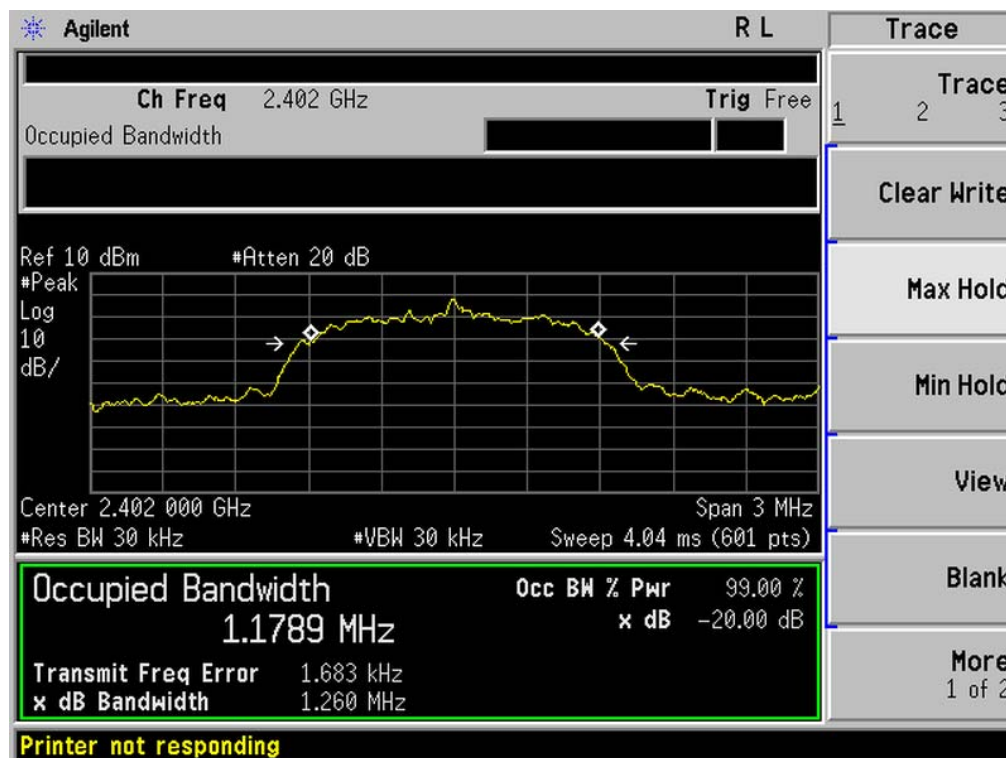 Agilent R L Trace
Ch Freq 2.402 GHz Trig Free
Occupied Bandwidth
Trace
1 2 3
Clear Write
Max Hold
Min Hold
View
Blank
More
1 of 2
Ref 10 dBm #Atten 20 dB
#Peak
Log
10
dB/
Center 2.402 000 GHz Span 3 MHz
#Res BW 30 kHz #VBW 30 kHz Sweep 4.04 ms (601 pts)
Occupied Bandwidth Occ BW % Pwr 99.00 %
1.1789 MHz x dB -20.00 dB
Transmit Freq Error 1.683 kHz
x dB Bandwidth 1.260 MHz
Printer not responding